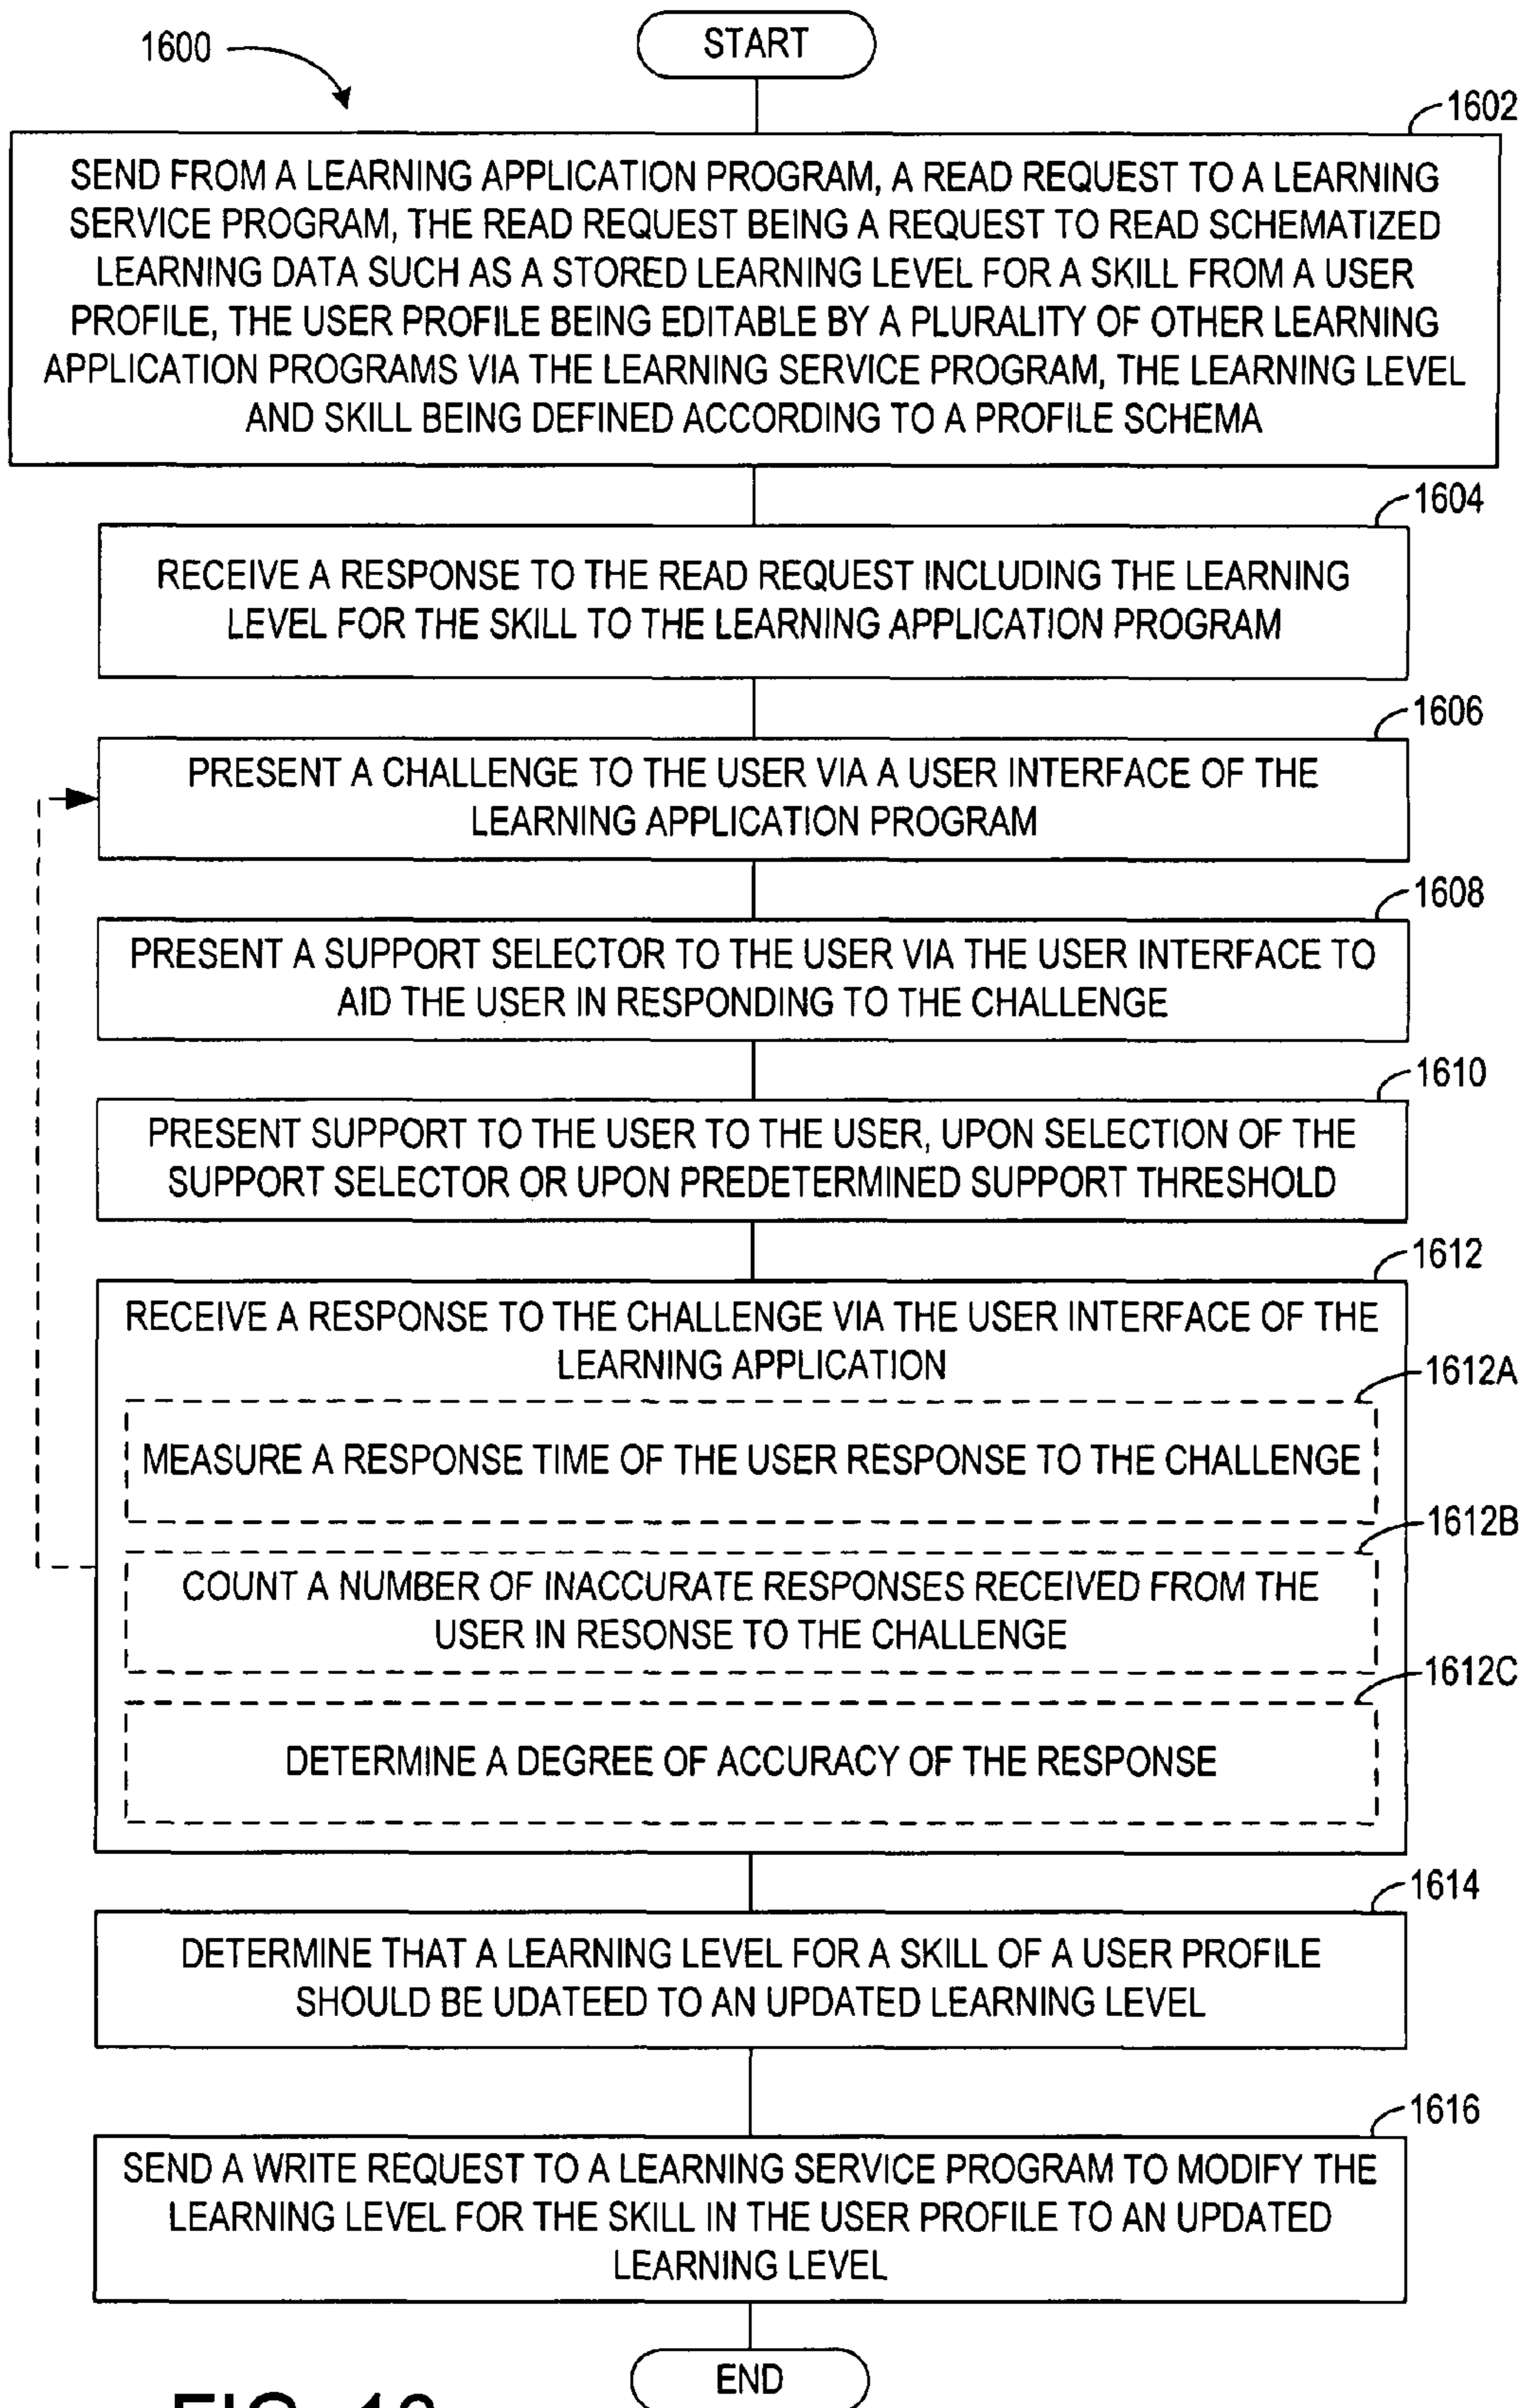 1600
START
1602
SEND FROM A LEARNING APPLICATION PROGRAM, A READ REQUEST TO A LEARNING
SERVICE PROGRAM, THE READ REQUEST BEING A REQUEST TO READ SCHEMATIZED
LEARNING DATA SUCH AS A STORED LEARNING LEVEL FOR A SKILL FROM A USER
PROFILE, THE USER PROFILE BEING EDITABLE BY A PLURALITY OF OTHER LEARNING
APPLICATION PROGRAMS VIA THE LEARNING SERVICE PROGRAM, THE LEARNING LEVEL
AND SKILL BEING DEFINED ACCORDING TO A PROFILE SCHEMA
1604
RECEIVE A RESPONSE TO THE READ REQUEST INCLUDING THE LEARNING
LEVEL FOR THE SKILL TO THE LEARNING APPLICATION PROGRAM
1606
PRESENT A CHALLENGE TO THE USER VIA A USER INTERFACE OF THE
LEARNING APPLICATION PROGRAM
1608
PRESENT A SUPPORT SELECTOR TO THE USER VIA THE USER INTERFACE TO
AID THE USER IN RESPONDING TO THE CHALLENGE
1610
PRESENT SUPPORT TO THE USER TO THE USER, UPON SELECTION OF THE
SUPPORT SELECTOR OR UPON PREDETERMINED SUPPORT THRESHOLD
1612
RECEIVE A RESPONSE TO THE CHALLENGE VIA THE USER INTERFACE OF THE
LEARNING APPLICATION
1612A
MEASURE A RESPONSE TIME OF THE USER RESPONSE TO THE CHALLENGE
1612B
COUNT A NUMBER OF INACCURATE RESPONSES RECEIVED FROM THE
USER IN RESONSE TO THE CHALLENGE
1612C
DETERMINE A DEGREE OF ACCURACY OF THE RESPONSE
1614
DETERMINE THAT A LEARNING LEVEL FOR A SKILL OF A USER PROFILE
SHOULD BE UDATEED TO AN UPDATED LEARNING LEVEL
1616
SEND A WRITE REQUEST TO A LEARNING SERVICE PROGRAM TO MODIFY THE
LEARNING LEVEL FOR THE SKILL IN THE USER PROFILE TO AN UPDATED
LEARNING LEVEL
END
FIG.